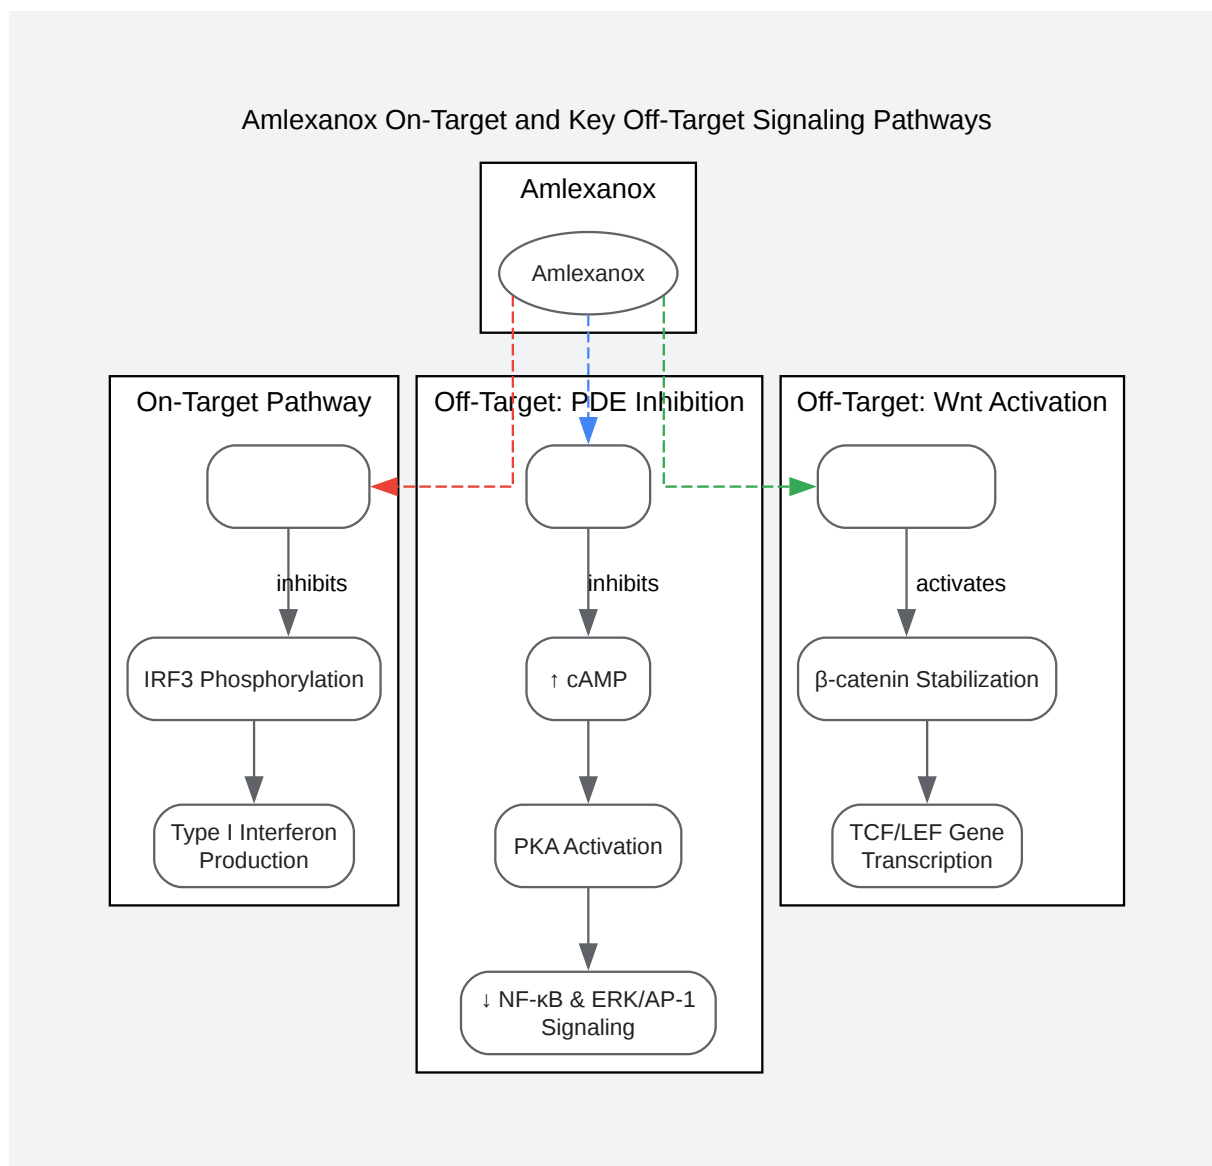 Amlexanox On-Target and Key Off-Target Signaling Pathways
Amlexanox
Amlexanox
On-Target Pathway
Off-Target: PDE Inhibition
Off-Target: Wnt Activation
inhibits
inhibits
activates
IRF3 Phosphorylation
↑ cAMP
β-catenin Stabilization
Type I Interferon
Production
PKA Activation
TCF/LEF Gene
Transcription
↓ NF-κB & ERK/AP-1
Signaling